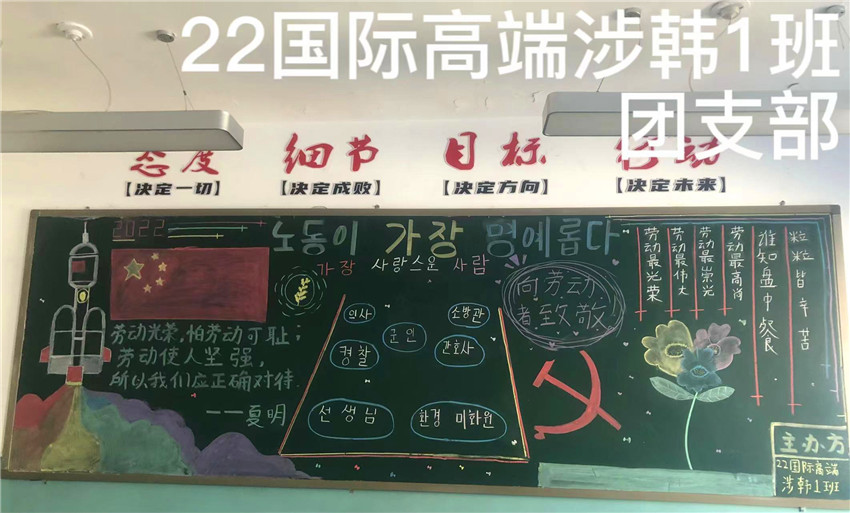 22国际高端涉韩1班
团支部
态度 细节 目标 行动
【决定一切】 【决定成败】 【决定方向】 【决定未来】
2022
노동이 가장 명예롭다
가장 사랑스운 사람
劳动光荣,怕劳动可耻;
劳动使人坚强,
所以我们应正确对待.
——夏明
의사
소방관
군인
경찰
간호사
선생님
환경 미화원
向劳动
者致敬!
粒粒皆辛苦
谁知盘中餐
劳动最高尚
劳动最崇光
劳动最伟大
劳动最光荣
主办方
22国际高端
涉韩1班